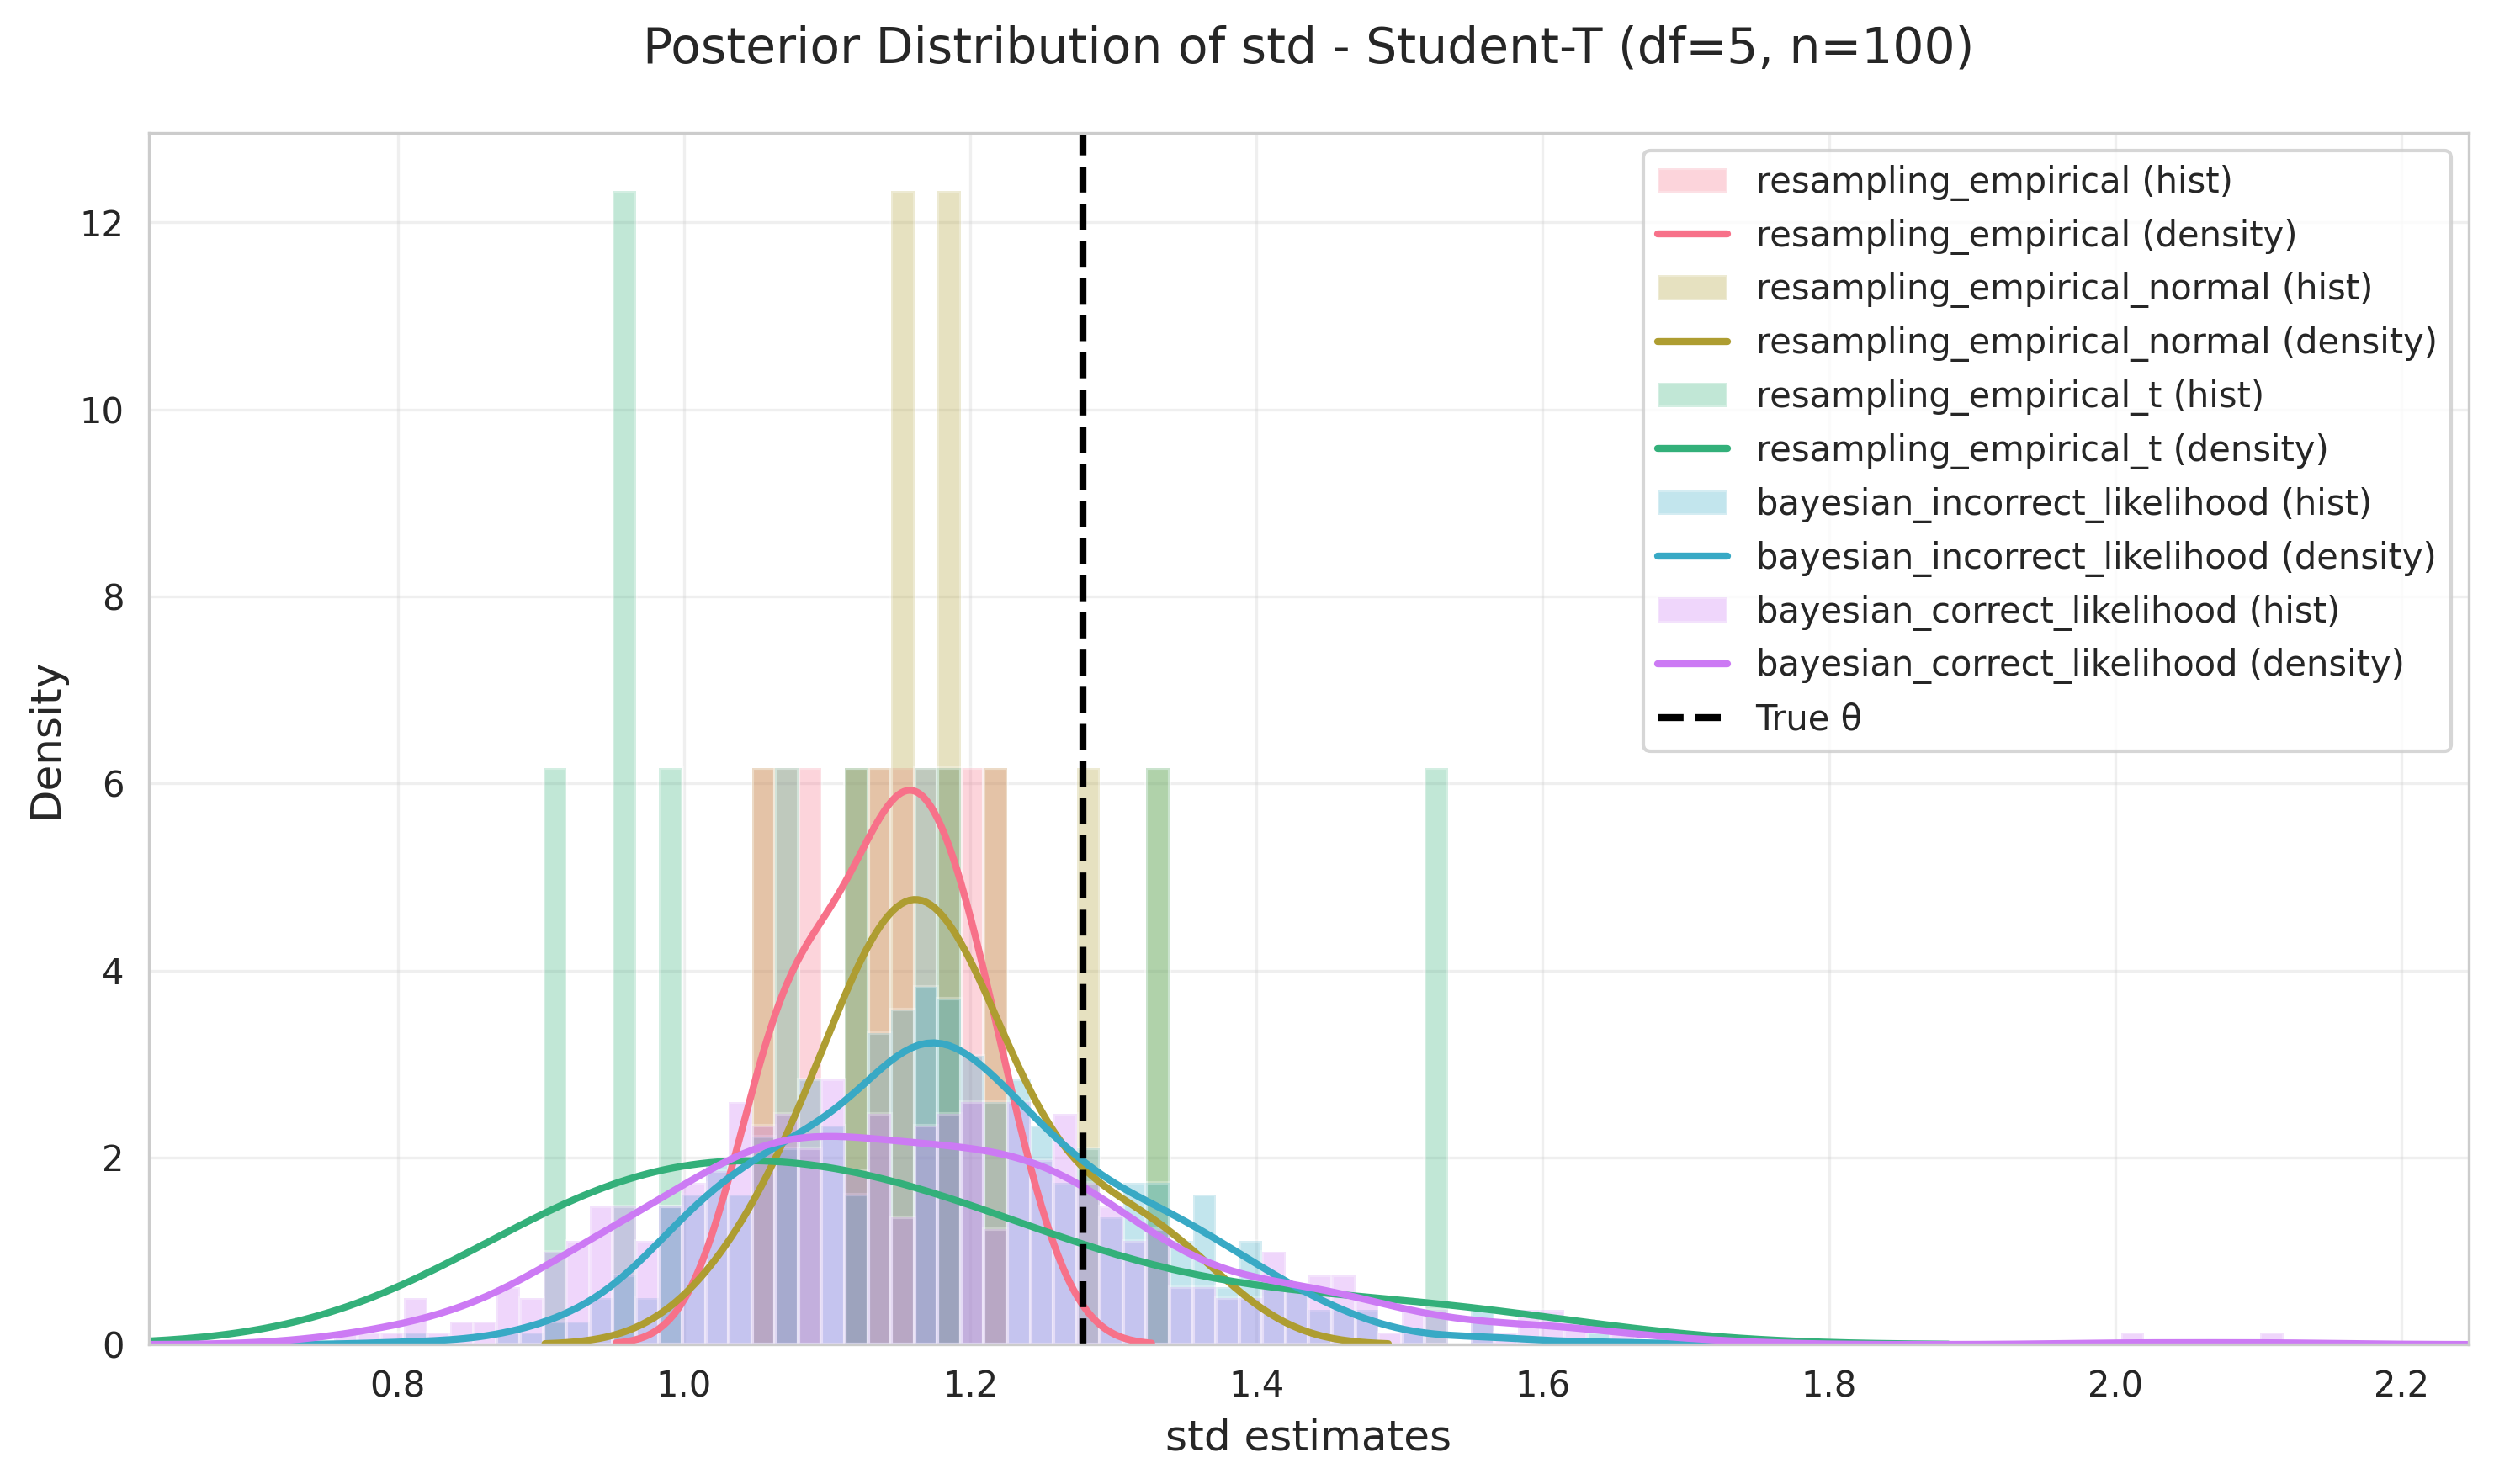 Posterior Distribution of std - Student-T (df=5, n=100)
resampling_empirical (hist)
resampling_empirical (density)
resampling_empirical_normal (hist)
resampling_empirical_normal (density)
resampling_empirical_t (hist)
resampling_empirical_t (density)
bayesian_incorrect_likelihood (hist)
bayesian_incorrect_likelihood (density)
bayesian_correct_likelihood (hist)
bayesian_correct_likelihood (density)
True θ
Density
12
10
8
6
4
2
0
0.8 1.0 1.2 1.4 1.6 1.8 2.0 2.2
std estimates